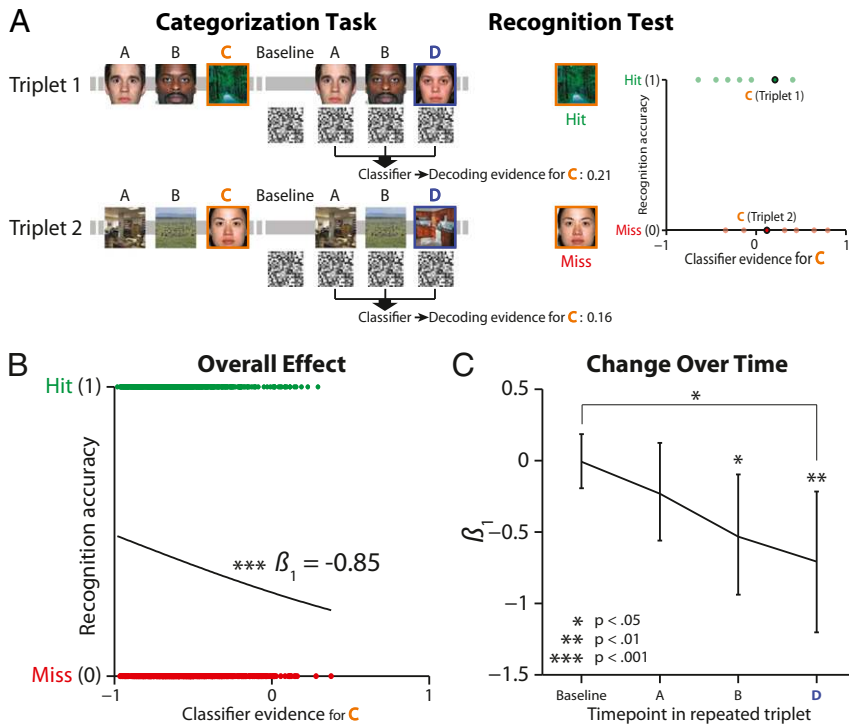 A
Categorization Task
Recognition Test
A B C Baseline A B D
Triplet 1
Hit
Classifier → Decoding evidence for C : 0.21
A B C Baseline A B D
Triplet 2
Miss
Classifier → Decoding evidence for C : 0.16
Recognition accuracy
Hit (1)
C (Triplet 1)
C (Triplet 2)
Miss (0)
−1 0 1
Classifier evidence for C
B
Overall Effect
Hit (1)
Recognition accuracy
*** ß1 = -0.85
Miss (0)
−1 0 1
Classifier evidence for C
C
Change Over Time
0.5
0
−0.5
−1
−1.5
ß1
*
*
**
* p < .05
** p < .01
*** p < .001
Baseline A B D
Timepoint in repeated triplet